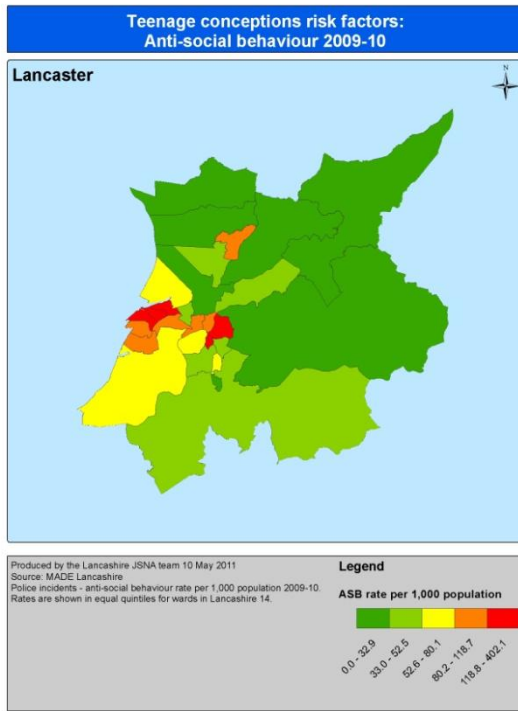 Teenage conceptions risk factors:
Anti-social behaviour 2009-10
Lancaster
N
Produced by the Lancashire JSNA team 10 May 2011
Source: MADE Lancashire
Police incidents - anti-social behaviour rate per 1,000 population 2009-10.
Rates are shown in equal quintiles for wards in Lancashire 14.
Legend
ASB rate per 1,000 population
0.0 - 32.9
33.0 - 52.5
52.6 - 80.1
80.2 - 118.7
118.8 - 402.1